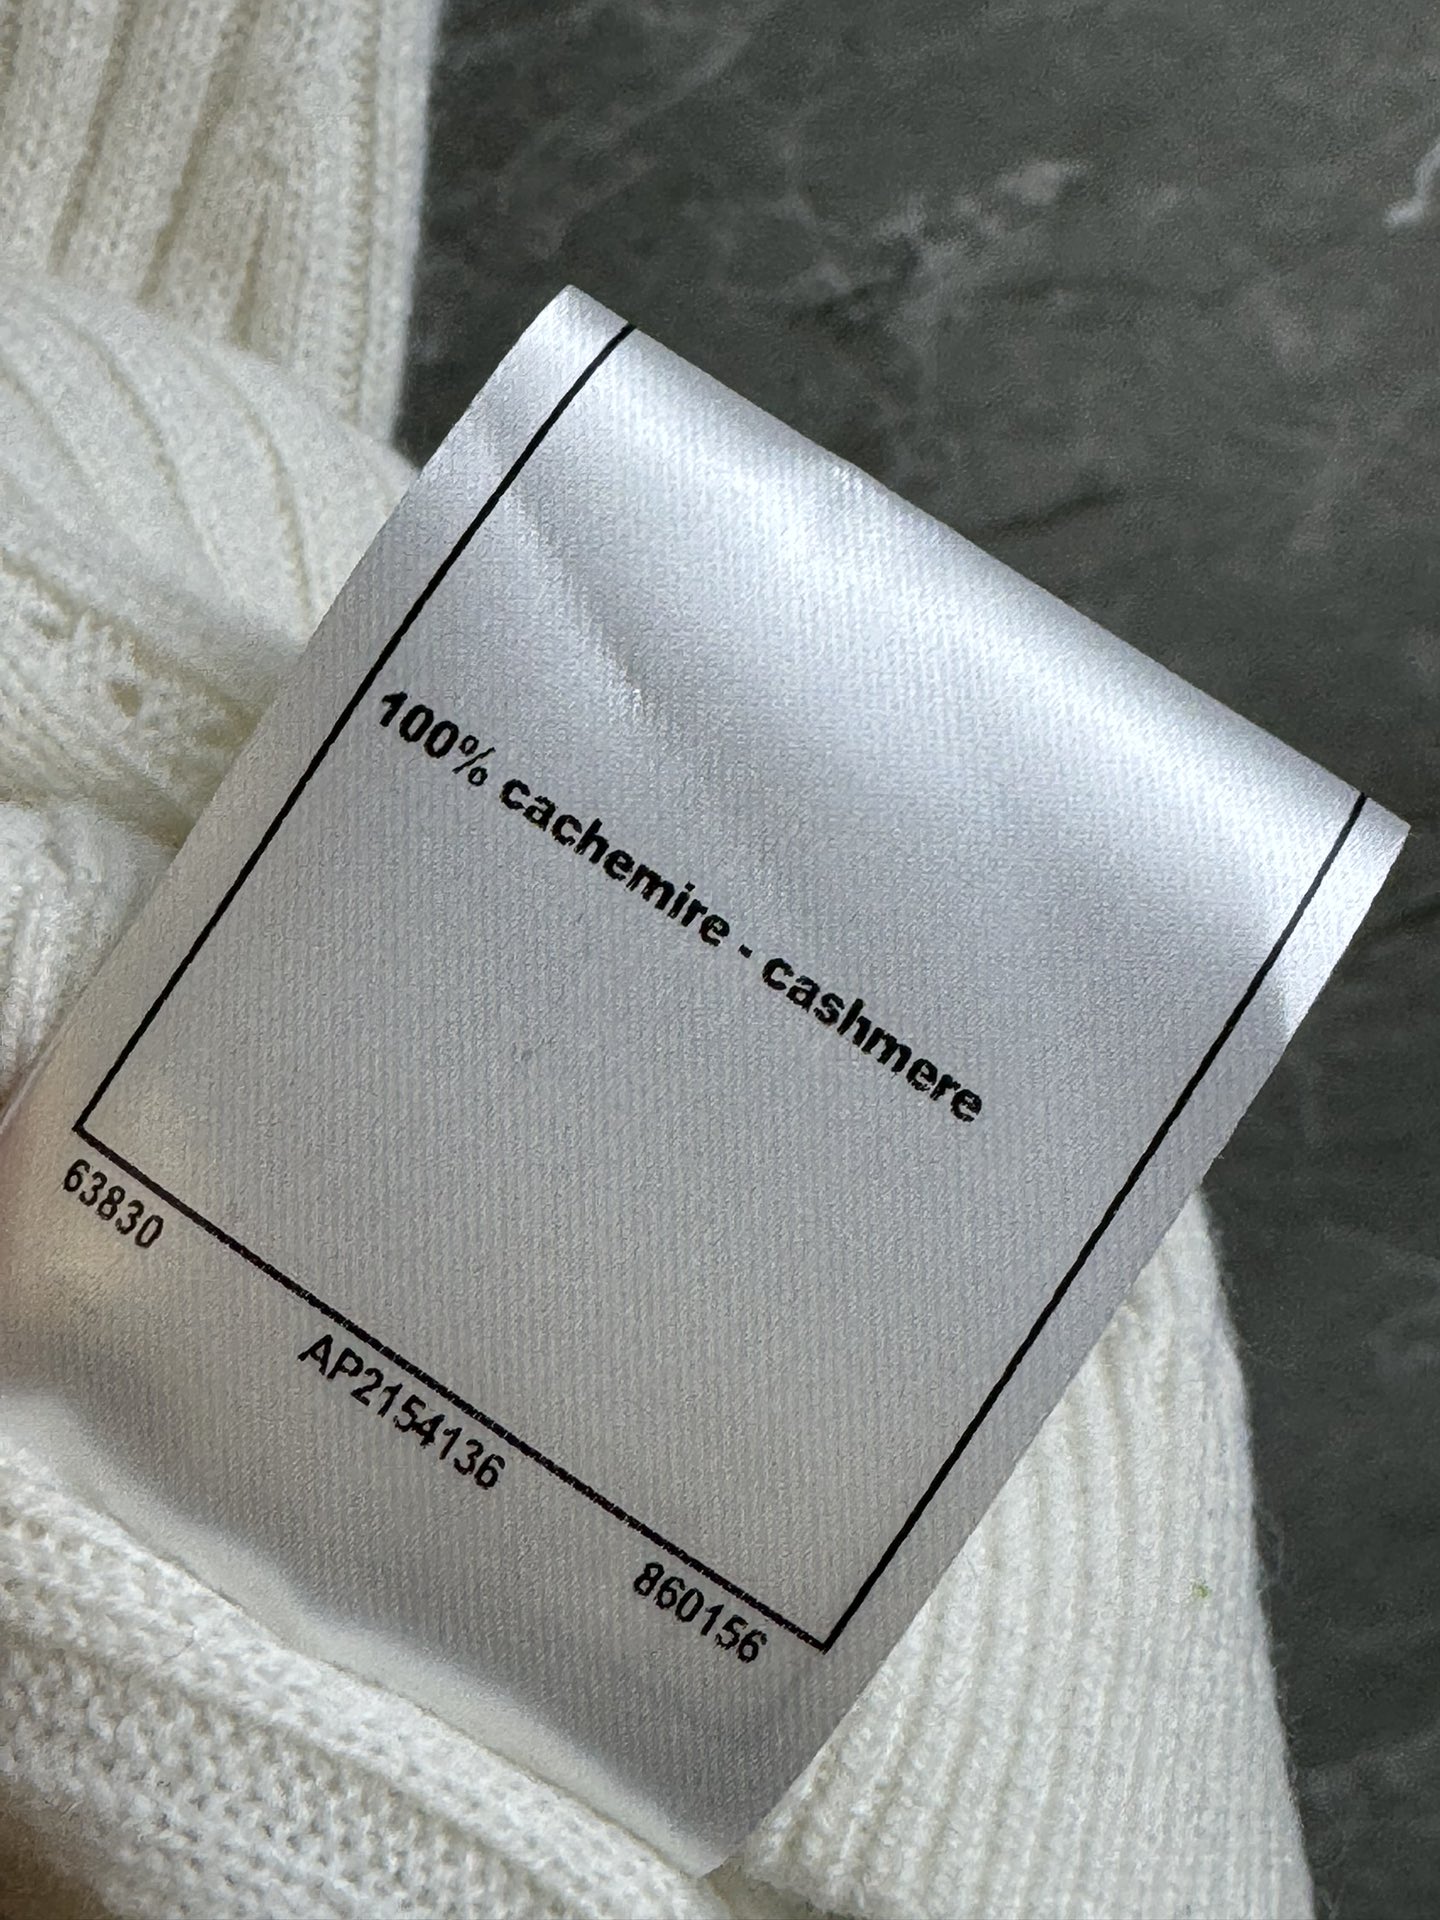 100% cachemire - cashmere
63830
AP2154136
860156